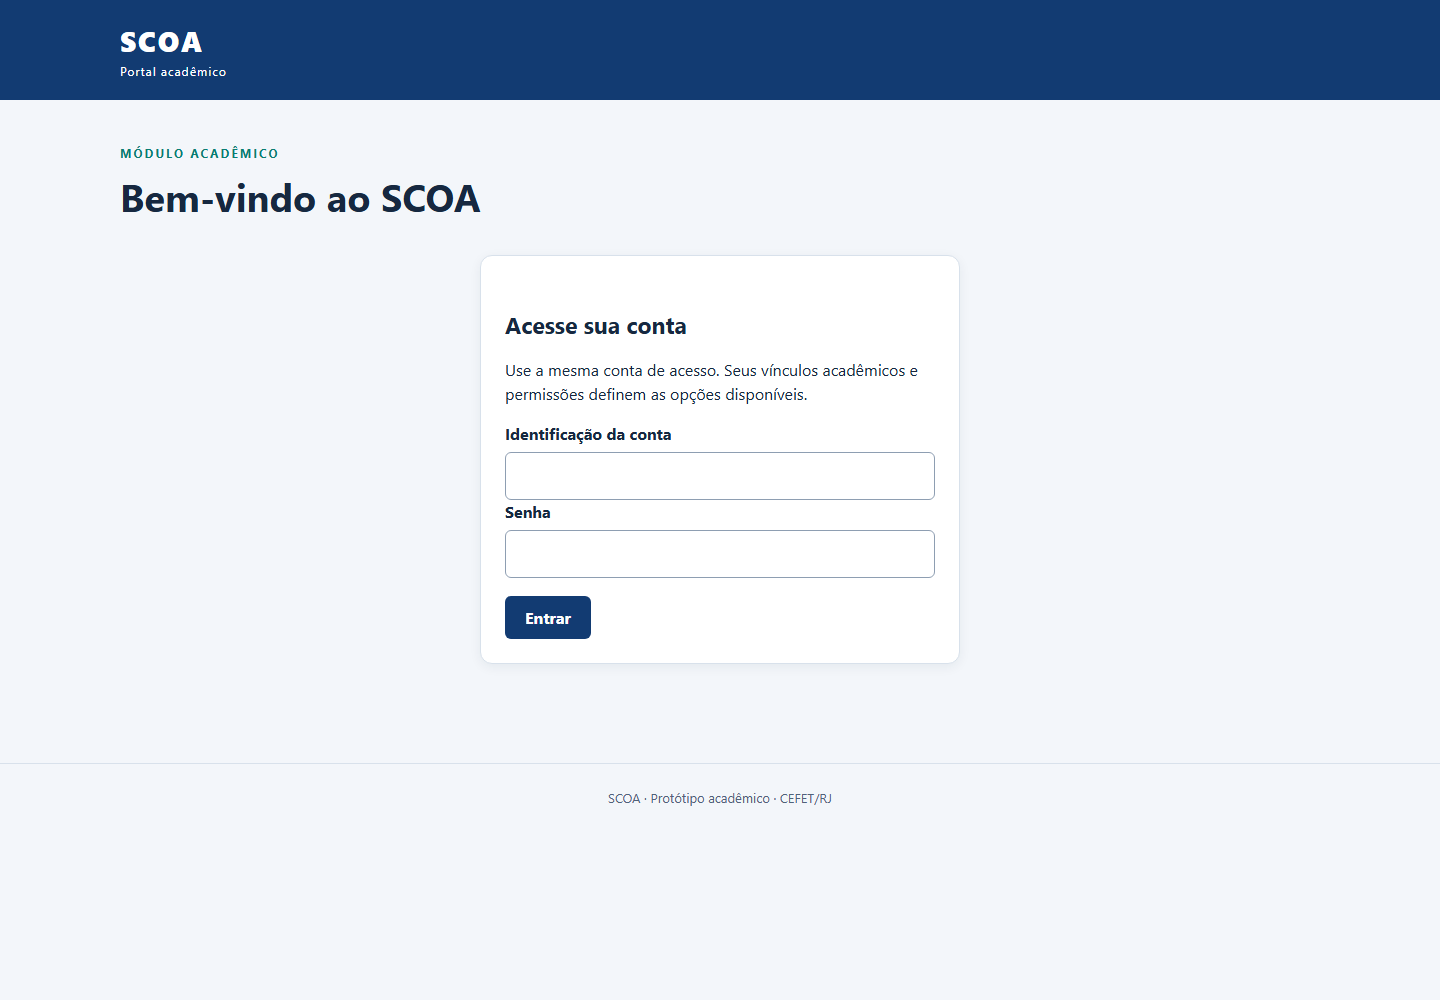 SCOA
Portal acadêmico
MÓDULO ACADÊMICO
Bem-vindo ao SCOA
Acesse sua conta
Use a mesma conta de acesso. Seus vínculos acadêmicos e
permissões definem as opções disponíveis.
Identificação da conta
Senha
Entrar
SCOA · Protótipo acadêmico · CEFET/RJ